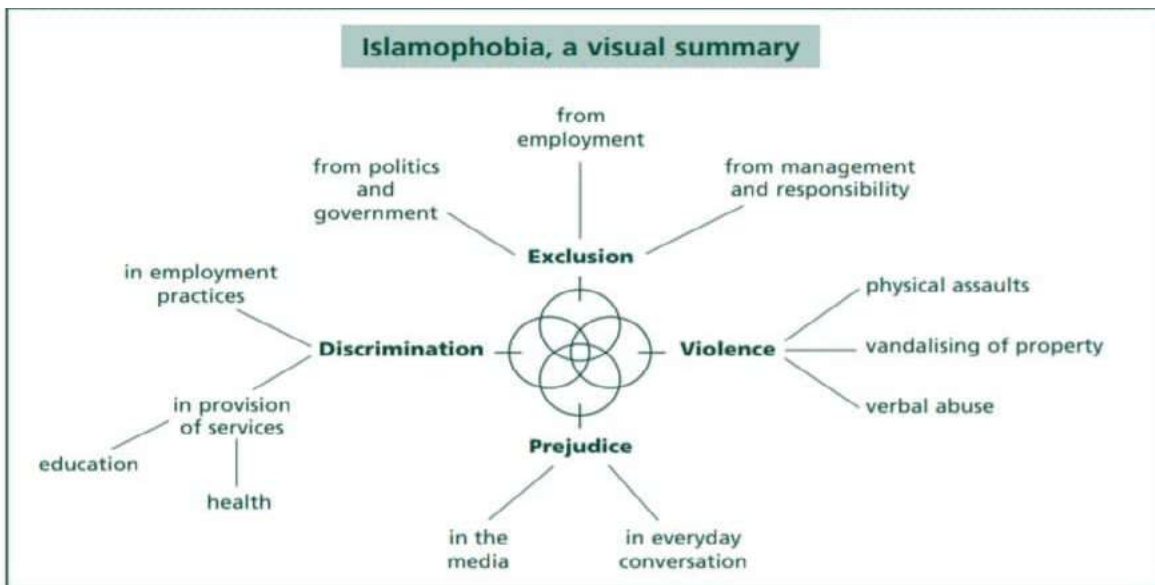 Islamophobia, a visual summary
from
employment
from politics
and
government
from management
and responsibility
Exclusion
in employment
practices
physical assaults
Discrimination
Violence
vandalising of property
in provision
of services
verbal abuse
education
health
Prejudice
in the
media
in everyday
conversation